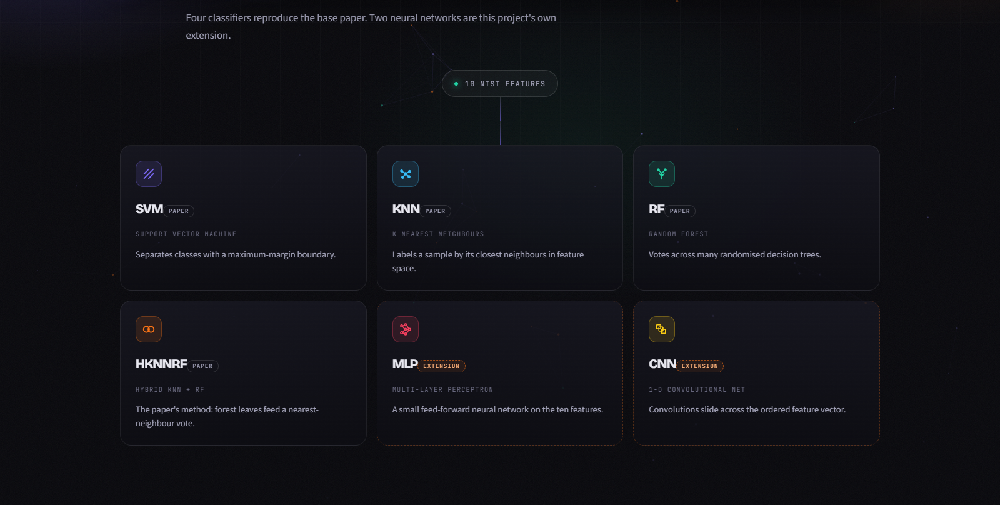 Four classifiers reproduce the base paper. Two neural networks are this project's own
extension.
10 NIST FEATURES
SVM PAPER
SUPPORT VECTOR MACHINE
Separates classes with a maximum-margin boundary.
KNN PAPER
K-NEAREST NEIGHBOURS
Labels a sample by its closest neighbours in feature
space.
RF PAPER
RANDOM FOREST
Votes across many randomised decision trees.
HKNNRF PAPER
HYBRID KNN + RF
The paper's method: forest leaves feed a nearest-
neighbour vote.
MLP EXTENSION
MULTI-LAYER PERCEPTRON
A small feed-forward neural network on the ten features.
CNN EXTENSION
1-D CONVOLUTIONAL NET
Convolutions slide across the ordered feature vector.